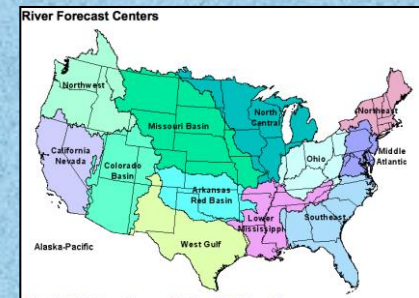 River Forecast Centers
Northwest
Missouri Basin
North
Central
Northeast
California
Nevada
Colorado
Basin
Ohio
Middle
Atlantic
Arkansas
Red Basin
Lower
Mississippi
Southeast
Alaska-Pacific
West Gulf